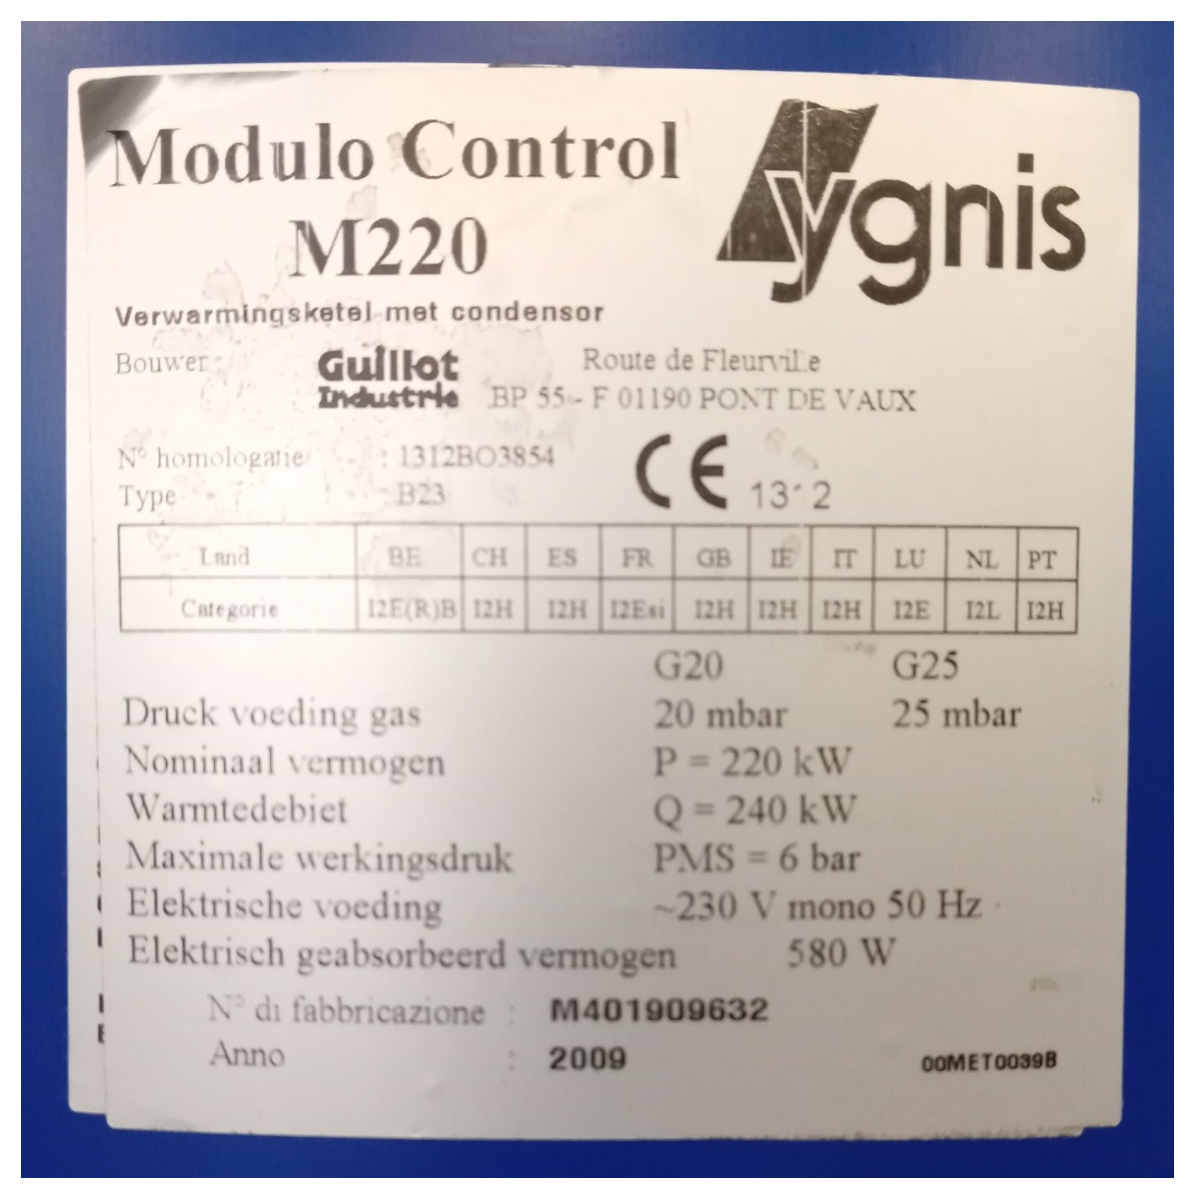 Modulo Control
M220
ygnis
Verwarmingsketel met condensor
Bouwer : Guillot Industrie Route de Fleurville
BP 55 - F 01190 PONT DE VAUX
N° homologatie : 1312BO3854
Type : B23
CE 1312
Land BE CH ES FR GB IE IT LU NL PT
Categorie I2E(R)B I2H I2H I2Esi I2H I2H I2H I2E I2L I2H
G20 G25
Druck voeding gas 20 mbar 25 mbar
Nominaal vermogen P = 220 kW
Warmtedebiet Q = 240 kW
Maximale werkingsdruk PMS = 6 bar
Elektrische voeding ~230 V mono 50 Hz
Elektrisch geabsorbeerd vermogen 580 W
N° di fabbricazione : M401909632
Anno : 2009
00MET0039B